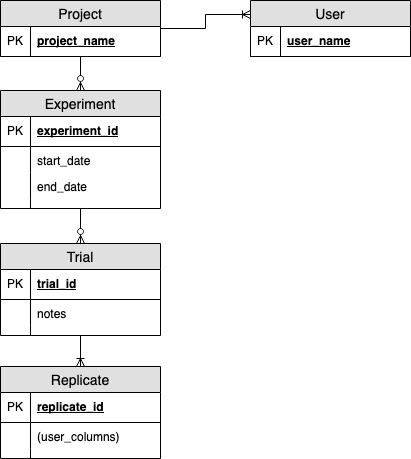 Project
PK project_name
User
PK user_name
Experiment
PK experiment_id
start_date
end_date
Trial
PK trial_id
notes
Replicate
PK replicate_id
(user_columns)